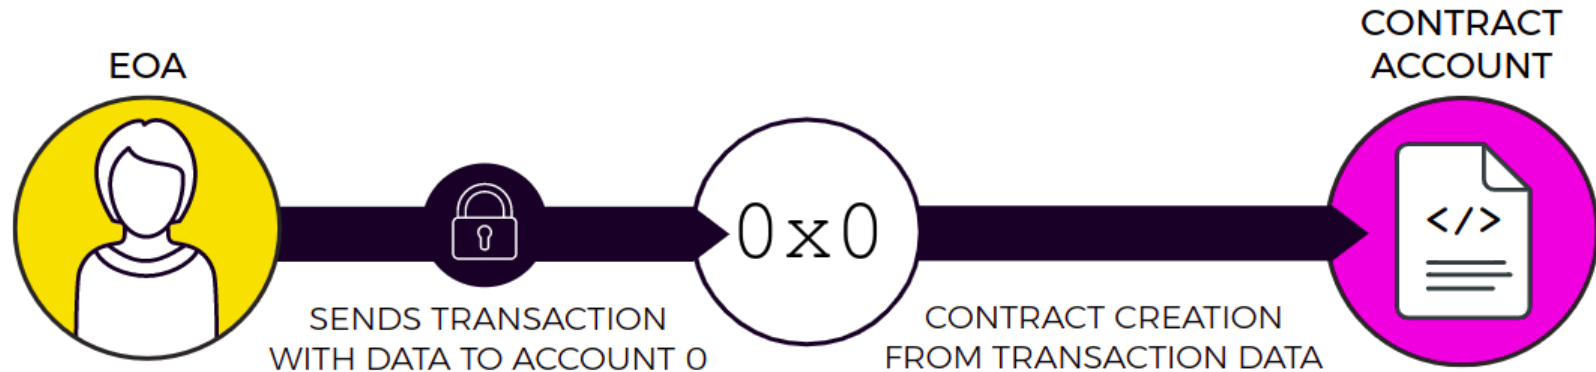 EOA
SENDS TRANSACTION
WITH DATA TO ACCOUNT 0
0x0
CONTRACT CREATION
FROM TRANSACTION DATA
CONTRACT
ACCOUNT
</>